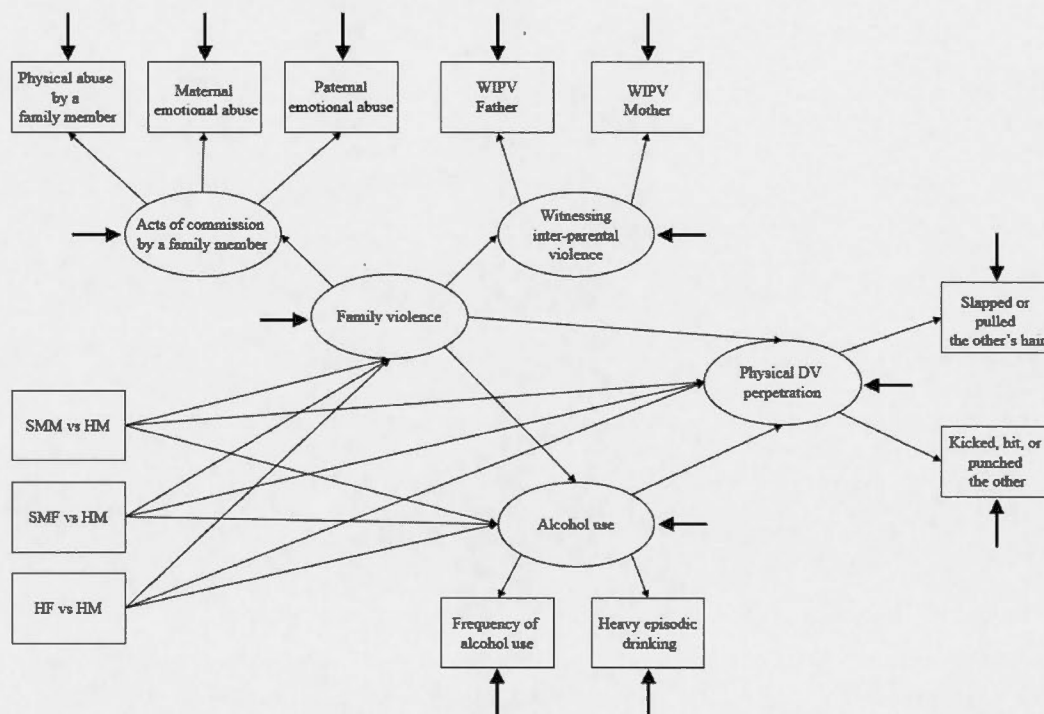 Physical abuse
by a
family member
Maternal
emotional abuse
Paternal
emotional abuse
WIPV
Father
WIPV
Mother
Acts of commission
by a family member
Witnessing
inter-parental
violence
Family violence
Slapped or
pulled
the other's hair
Physical DV
perpetration
SMM vs HM
Kicked, hit, or
punched
the other
SMF vs HM
Alcohol use
HF vs HM
Frequency of
alcohol use
Heavy episodic
drinking